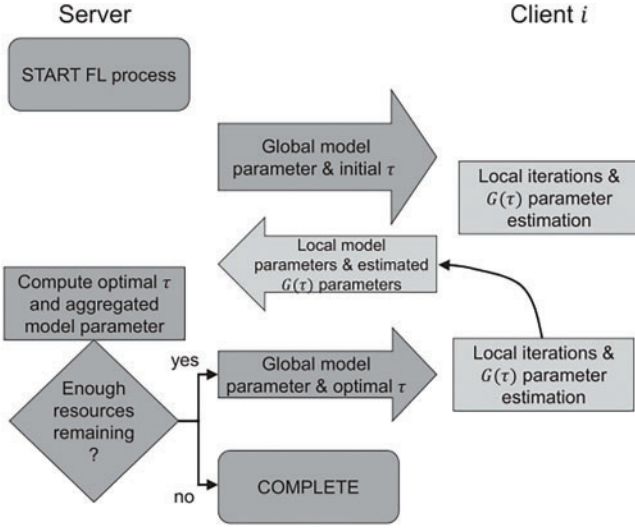 Server
Client i
START FL process
Global model
parameter & initial τ
Local iterations &
G(τ) parameter
estimation
Local model
parameters & estimated
G(τ) parameters
Compute optimal τ
and aggregated
model parameter
yes
Global model
parameter & optimal τ
Local iterations &
G(τ) parameter
estimation
Enough
resources
remaining
?
no
COMPLETE